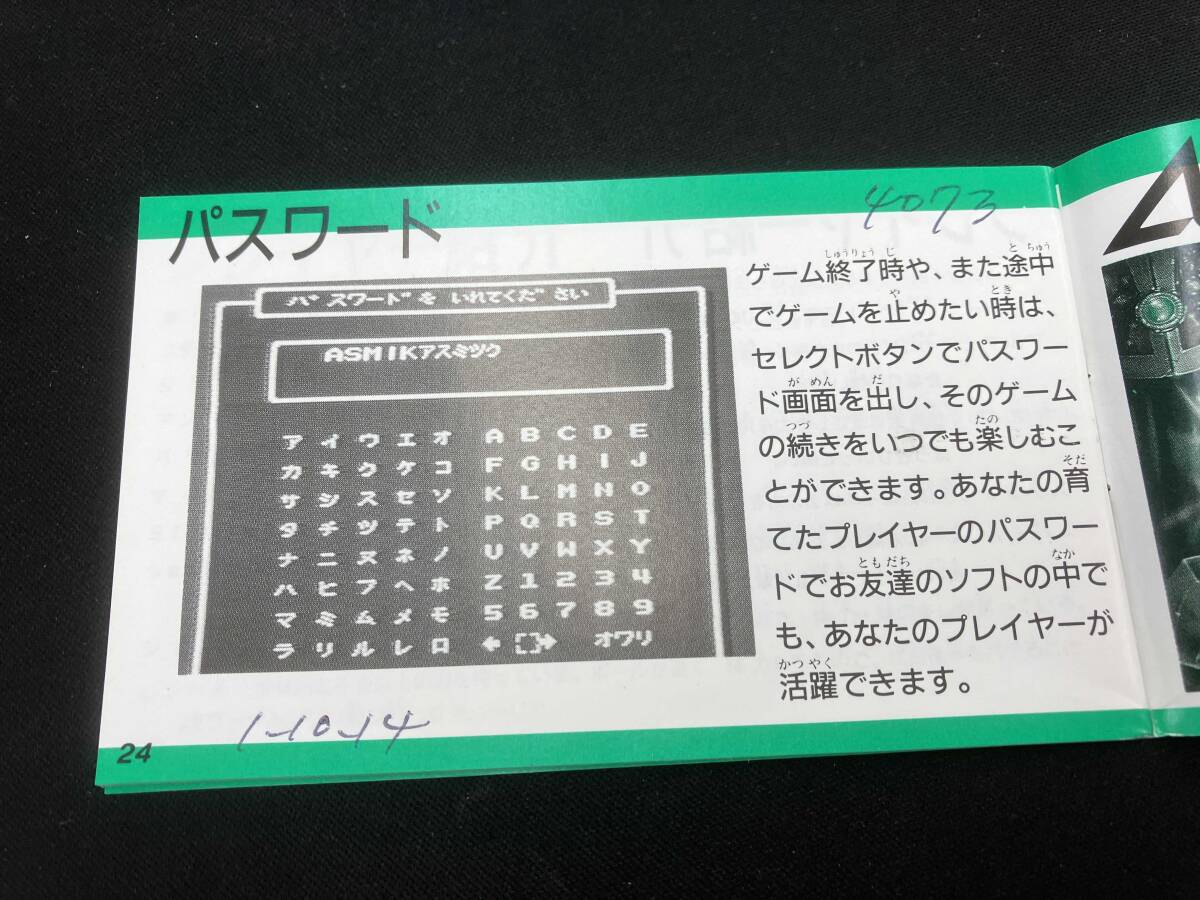 パスワード
4073
パスワードを いれてください
ASMIKアスミツク
アイウエオ ABCDE
カキクケコ FGHIJ
サシスセソ KLMNO
タチツテト PQRST
ナニヌネノ UVWXY
ハヒフヘホ Z1234
マミムメモ 56789
ラリルレロ ←[]→ オワリ
ゲーム終了時や、また途中
でゲームを止めたい時は、
セレクトボタンでパスワー
ド画面を出し、そのゲーム
の続きをいつでも楽しむこ
とができます。あなたの育
てたプレイヤーのパスワー
ドでお友達のソフトの中で
も、あなたのプレイヤーが
活躍できます。
1-10-14
24